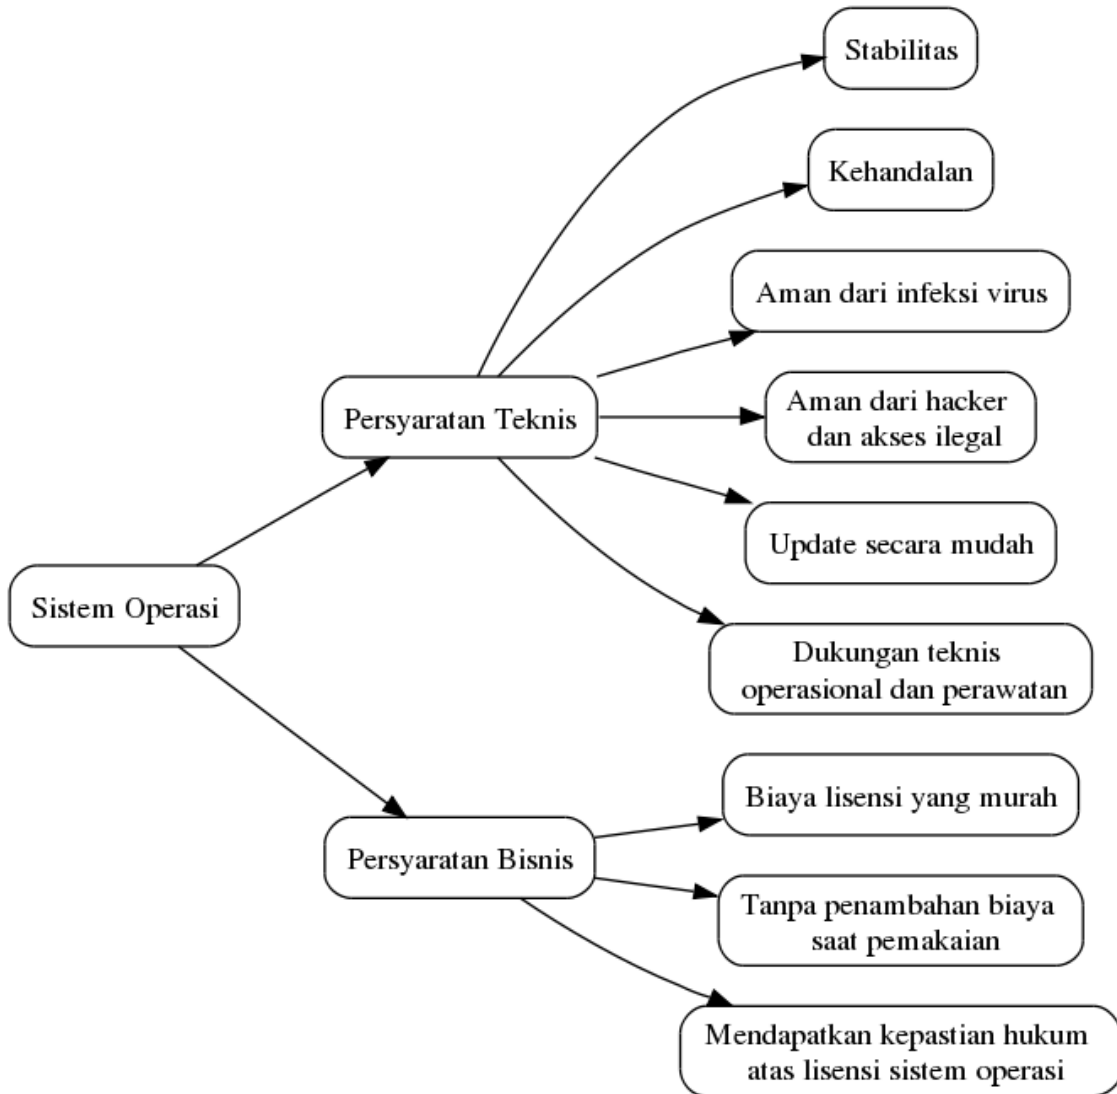 Stabilitas
Kehandalan
Aman dari infeksi virus
Persyaratan Teknis
Aman dari hacker
dan akses ilegal
Update secara mudah
Sistem Operasi
Dukungan teknis
operasional dan perawatan
Biaya lisensi yang murah
Persyaratan Bisnis
Tanpa penambahan biaya
saat pemakaian
Mendapatkan kepastian hukum
atas lisensi sistem operasi